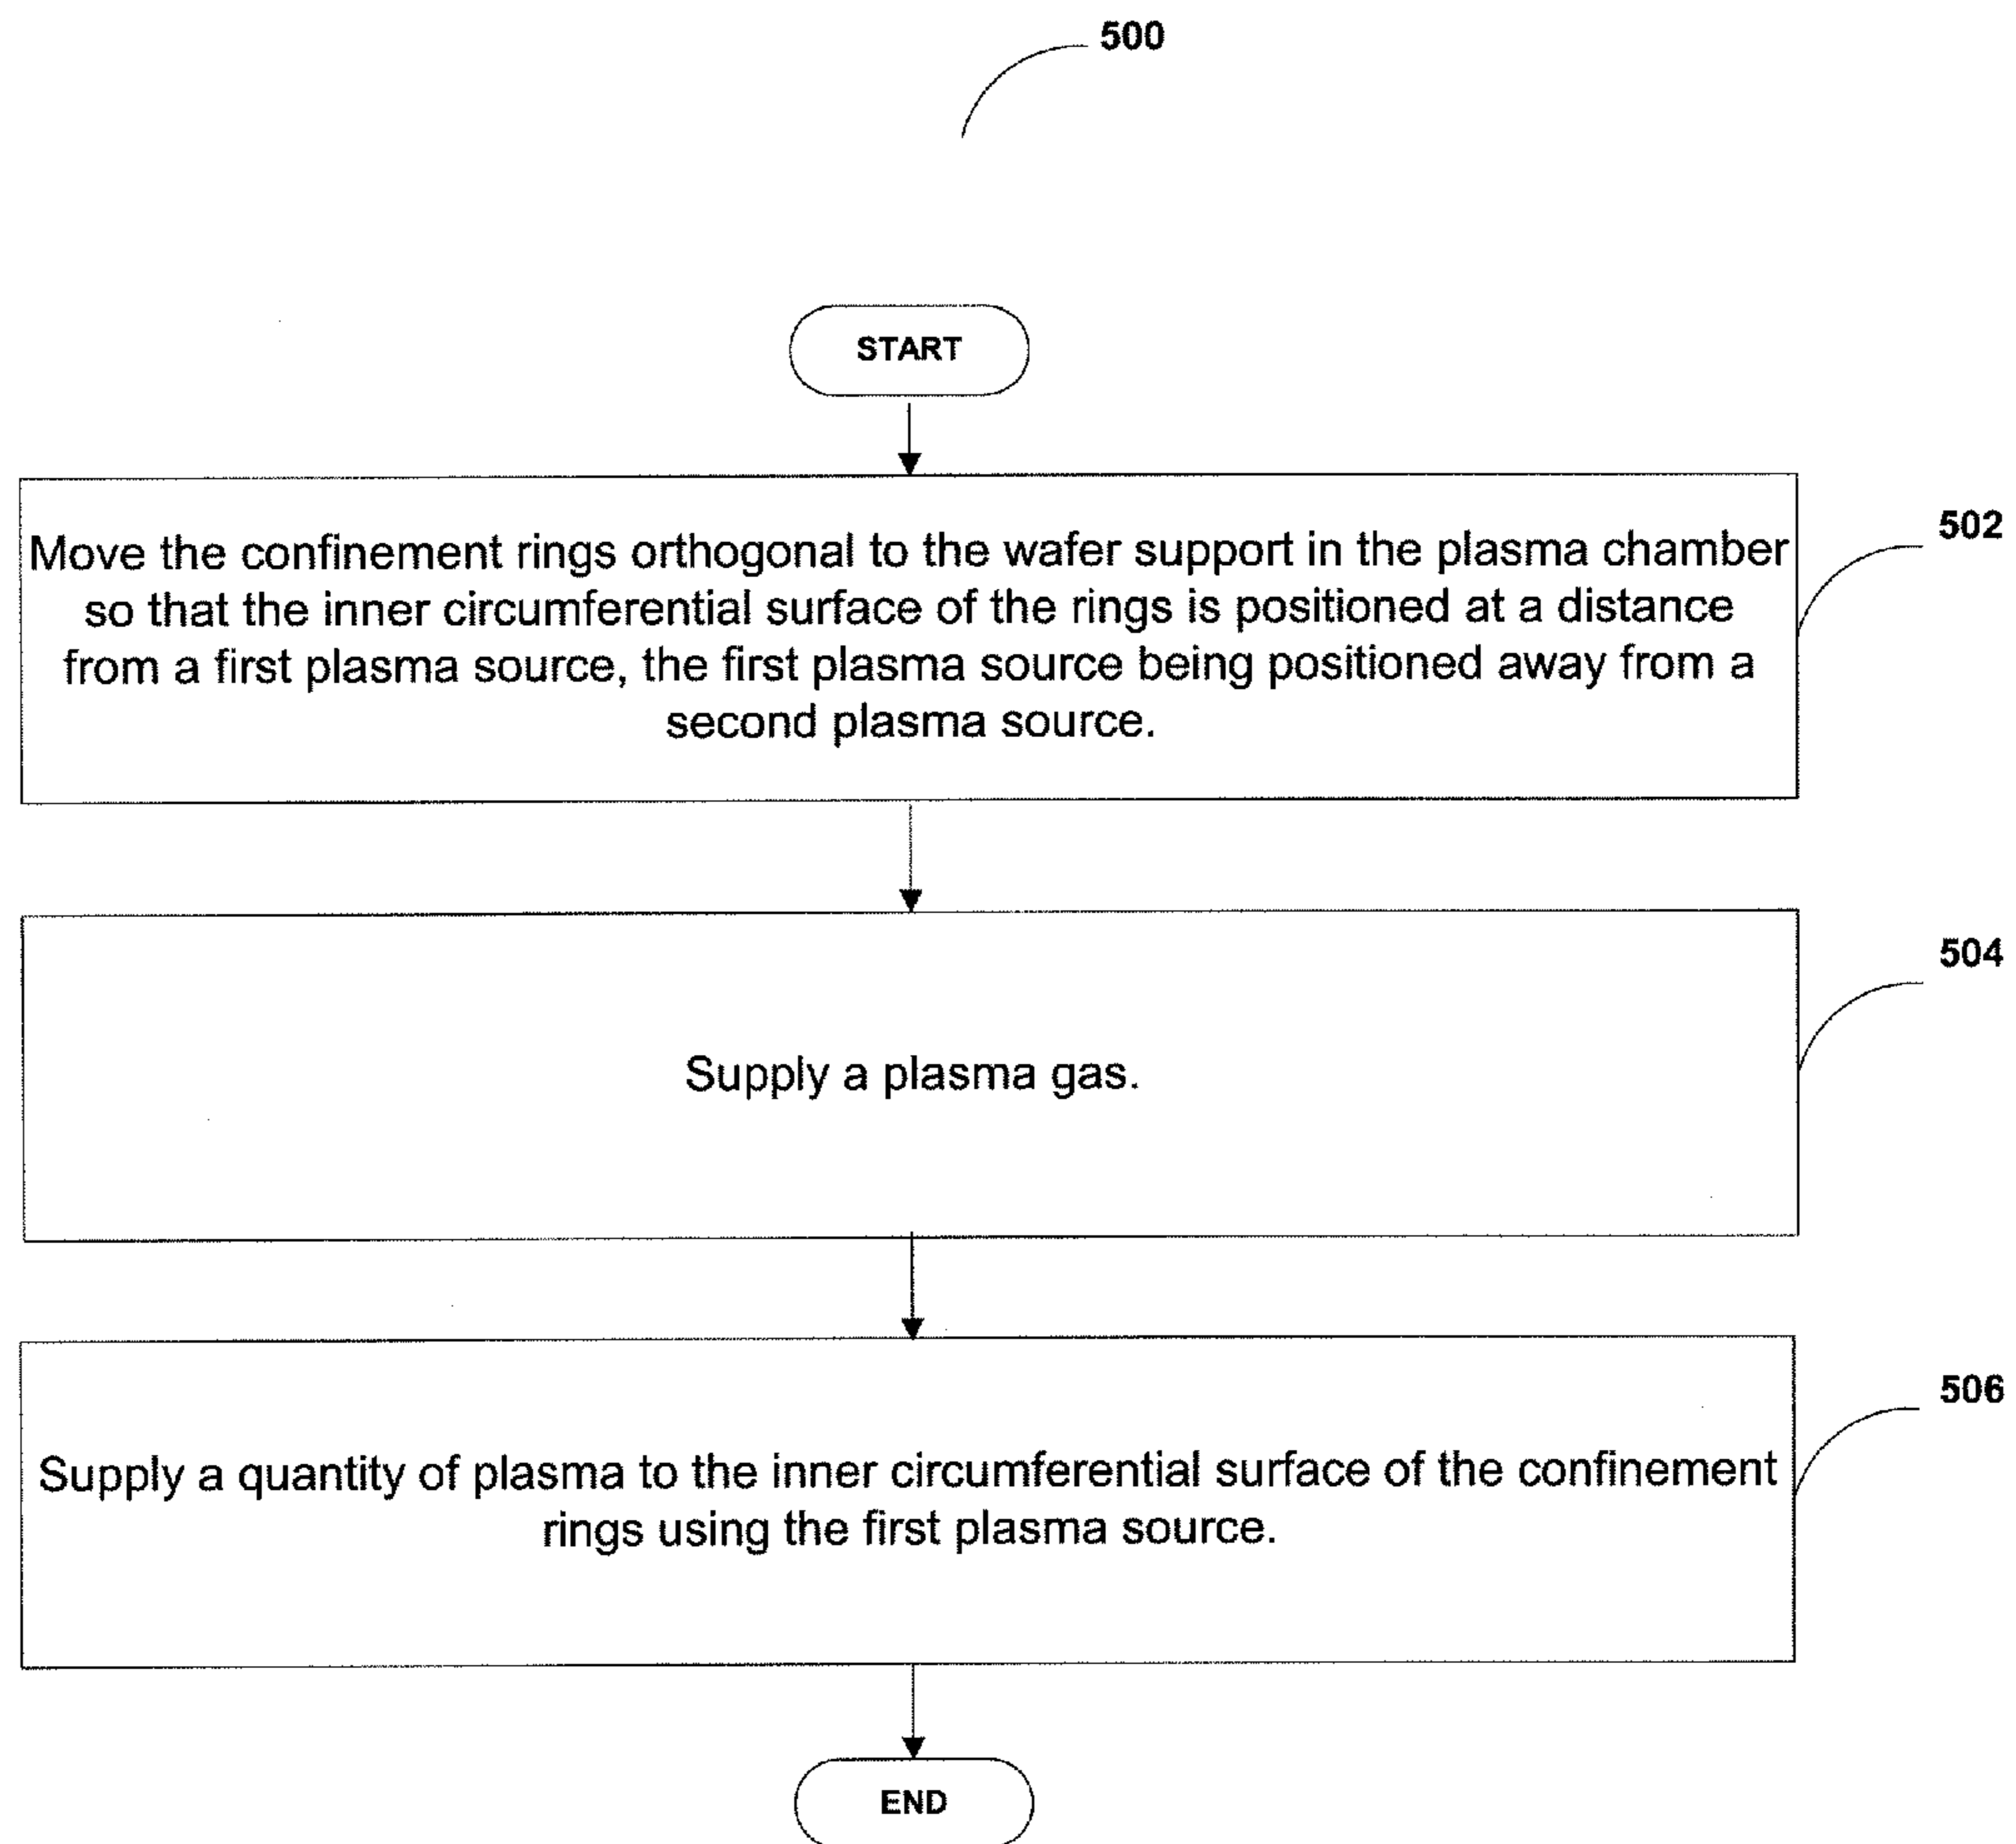 500
START
Move the confinement rings orthogonal to the wafer support in the plasma chamber
so that the inner circumferential surface of the rings is positioned at a distance
from a first plasma source, the first plasma source being positioned away from a
second plasma source.
502
504
Supply a plasma gas.
506
Supply a quantity of plasma to the inner circumferential surface of the confinement
rings using the first plasma source.
END